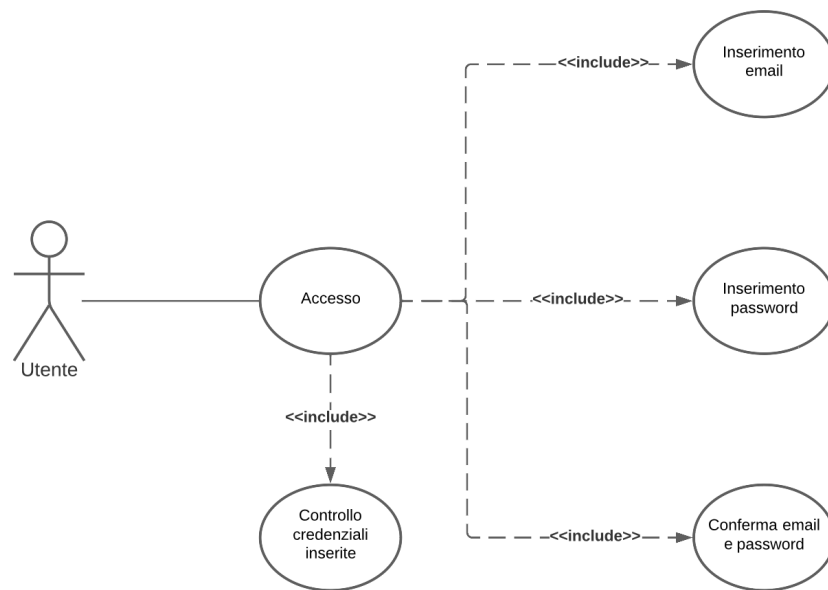 <<include>>
Inserimento
email
Accesso
<<include>>
Inserimento
password
Utente
<<include>>
Controllo
credenziali
inserite
<<include>>
Conferma email
e password